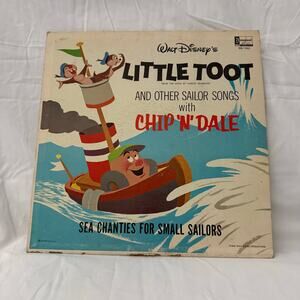 WALT DISNEY'S
LITTLE TOOT
AND OTHER SAILOR SONGS
with
CHIP 'N' DALE
SEA CHANTIES FOR SMALL SAILORS